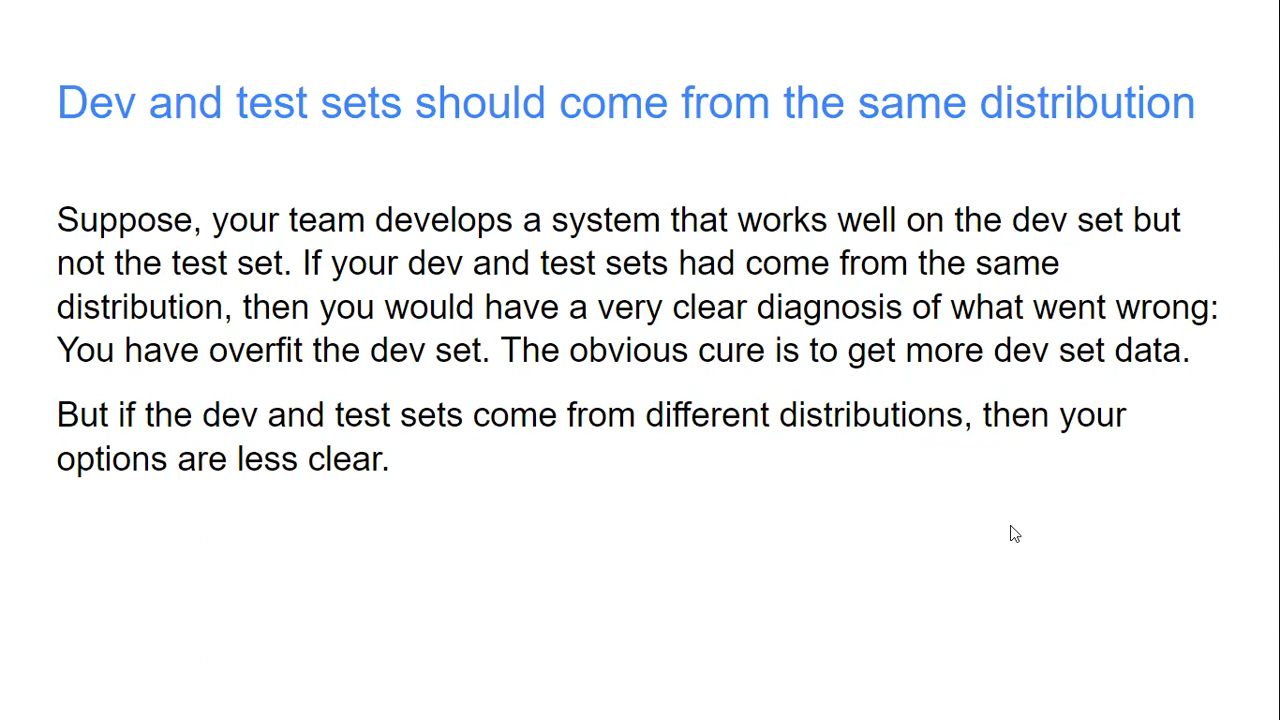 Dev and test sets should come from the same distribution
Suppose, your team develops a system that works well on the dev set but
not the test set. If your dev and test sets had come from the same
distribution, then you would have a very clear diagnosis of what went wrong:
You have overfit the dev set. The obvious cure is to get more dev set data.
But if the dev and test sets come from different distributions, then your
options are less clear.